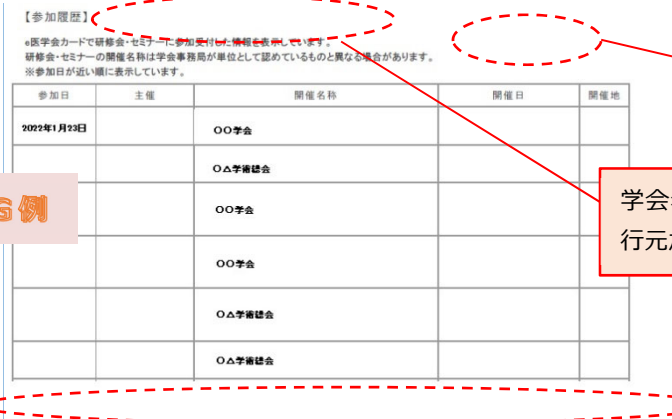 【参加履歴】
e医学会カードで研修会・セミナーに参加受付した情報を表示しています。
研修会・セミナーの開催名称は学会事務局が単位として認めているものと異なる場合があります。
※参加日が近い順に表示しています。
参加日 主催 開催名称 開催日 開催地
2022年1月23日 〇〇学会
〇△学術総会
〇〇学会
〇〇学会
〇△学術総会
〇△学術総会
例
学会
行元